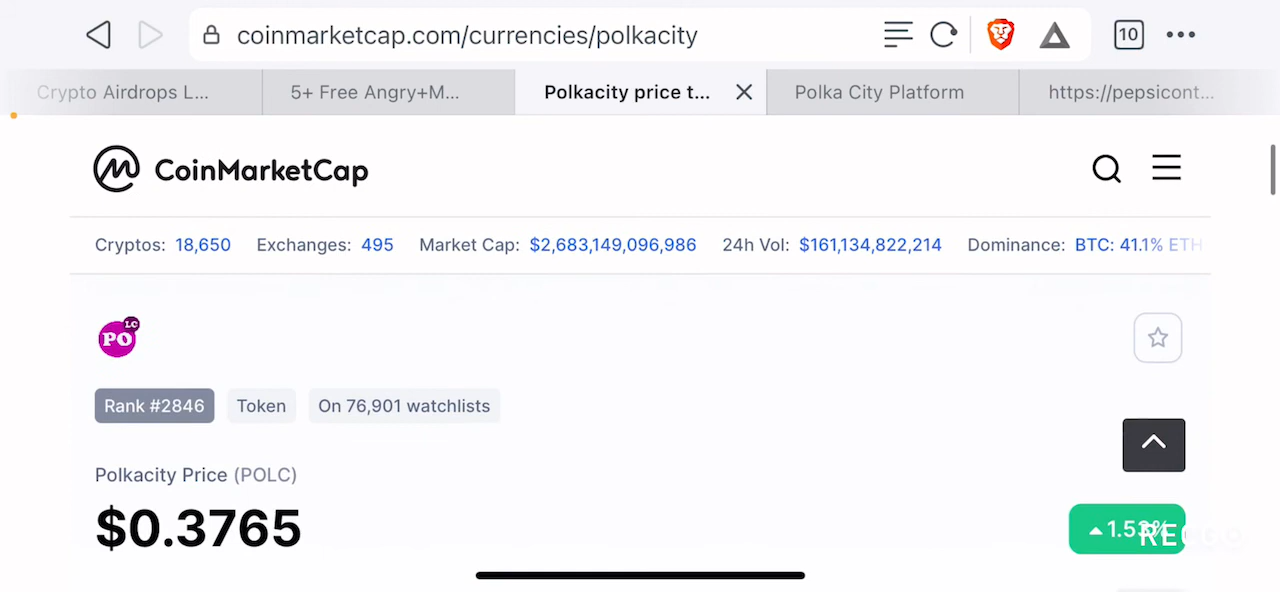 coinmarketcap.com/currencies/polkacity
10
Crypto Airdrops L...
5+ Free Angry+M...
Polkacity price t...
Polka City Platform
https://pepsicont...
CoinMarketCap
Cryptos: 18,650 Exchanges: 495 Market Cap: $2,683,149,096,986 24h Vol: $161,134,822,214 Dominance: BTC: 41.1% ETH
PO LC
Rank #2846
Token
On 76,901 watchlists
Polkacity Price (POLC)
$0.3765
1.53%